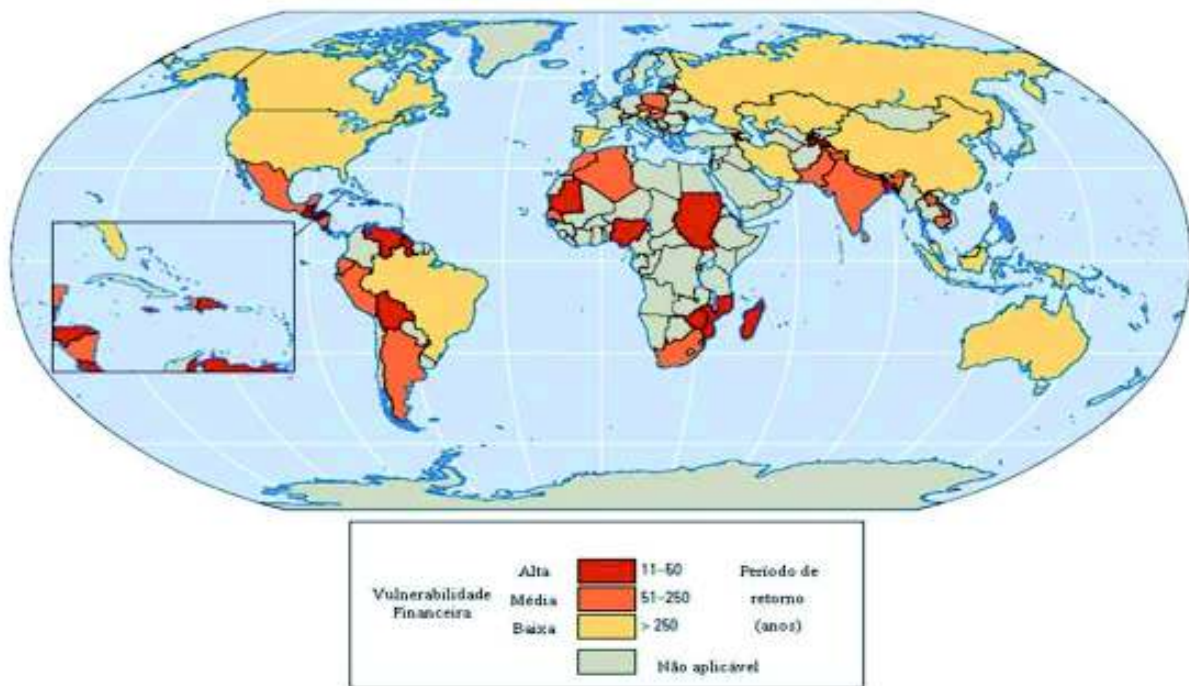 Vulnerabilidade
Financeira
Alta 11-50 Período de
Média 51-250 retorno
Baixa > 250 (anos)
Não aplicável